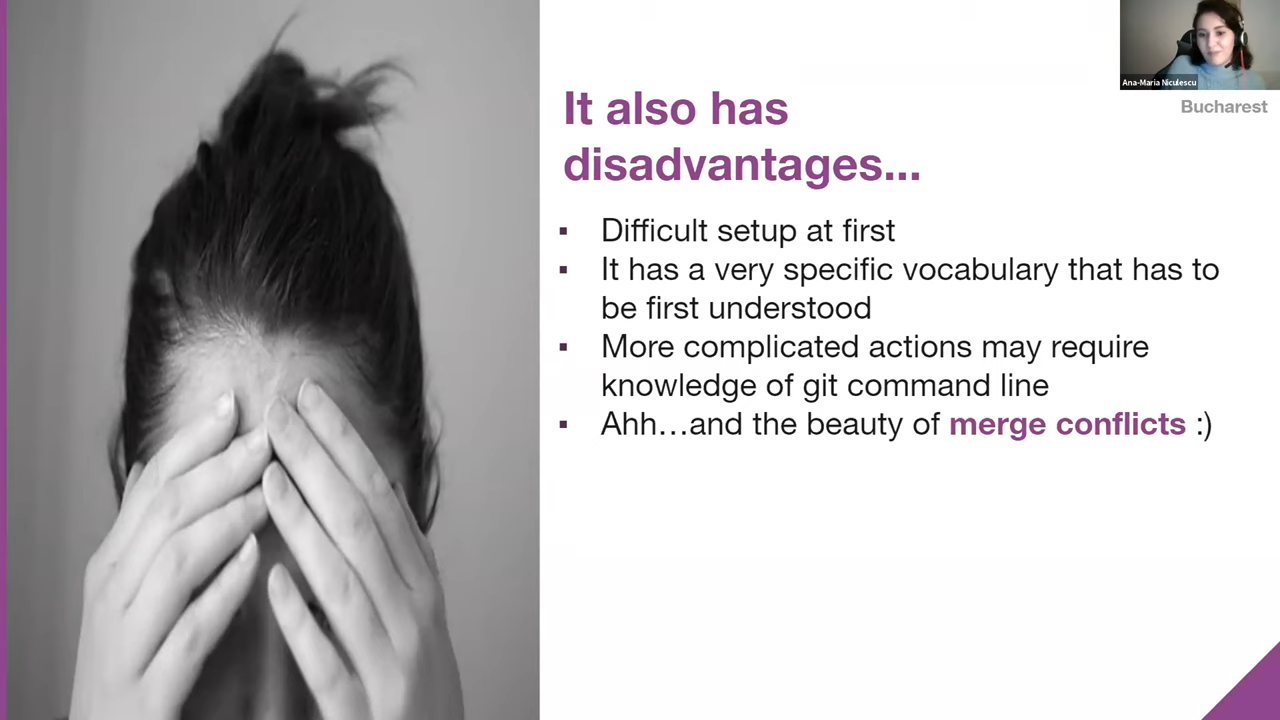 Ana-Maria Niculescu
Bucharest
It also has
disadvantages...
▪ Difficult setup at first
▪ It has a very specific vocabulary that has to
be first understood
▪ More complicated actions may require
knowledge of git command line
▪ Ahh…and the beauty of merge conflicts :)